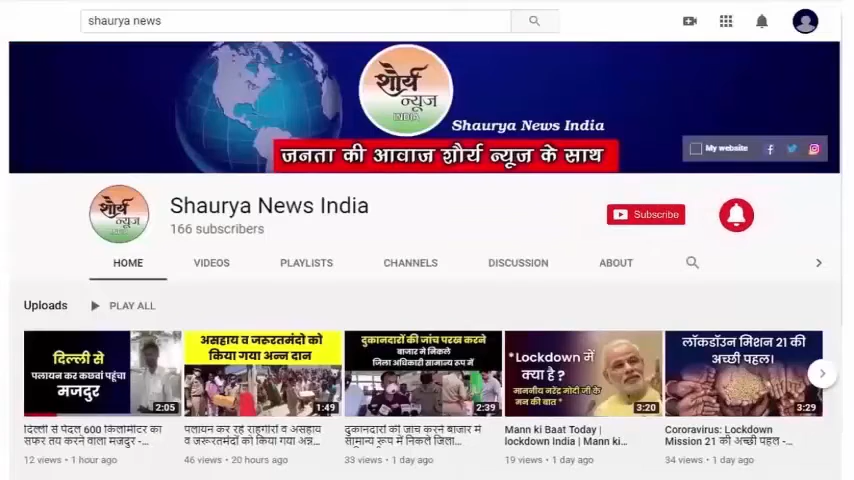 shaurya news
शौर्य
न्यूज
INDIA
Shaurya News India
जनता की आवाज शौर्य न्यूज के साथ
My website
शौर्य
न्यूज
Shaurya News India
166 subscribers
Subscribe
HOME VIDEOS PLAYLISTS CHANNELS DISCUSSION ABOUT
Uploads PLAY ALL
दिल्ली से
पलायन कर कछवां पहुंचा
मजदुर
2:05
दिल्ली से पैदल 600 किलोमीटर का
सफर तय करने वाला मजदुर -...
12 views • 1 hour ago
असहाय व जरूरतमंदो को
किया गया अन्न दान
1:49
पलायन कर रहे राहगीरों व असहाय
व जरूरतमंदों को किया गया अन्न...
46 views • 20 hours ago
दुकानदारों की जांच परख करने
बाजार मे निकले
जिला अधिकारी सामान्य रूप में
2:39
दुकानदारों की जांच करने बाजार में
सामान्य रूप में निकले जिला...
33 views • 1 day ago
"Lockdown में
क्या है ?
माननीय नरेंद्र मोदी जी के
मन की बात "
3:20
Mann ki Baat Today |
lockdown India | Mann ki...
19 views • 1 day ago
लॉकडॉउन मिशन 21 की
अच्छी पहल।
3:29
Cororavirus: Lockdown
Mission 21 की अच्छी पहल -...
34 views • 1 day ago